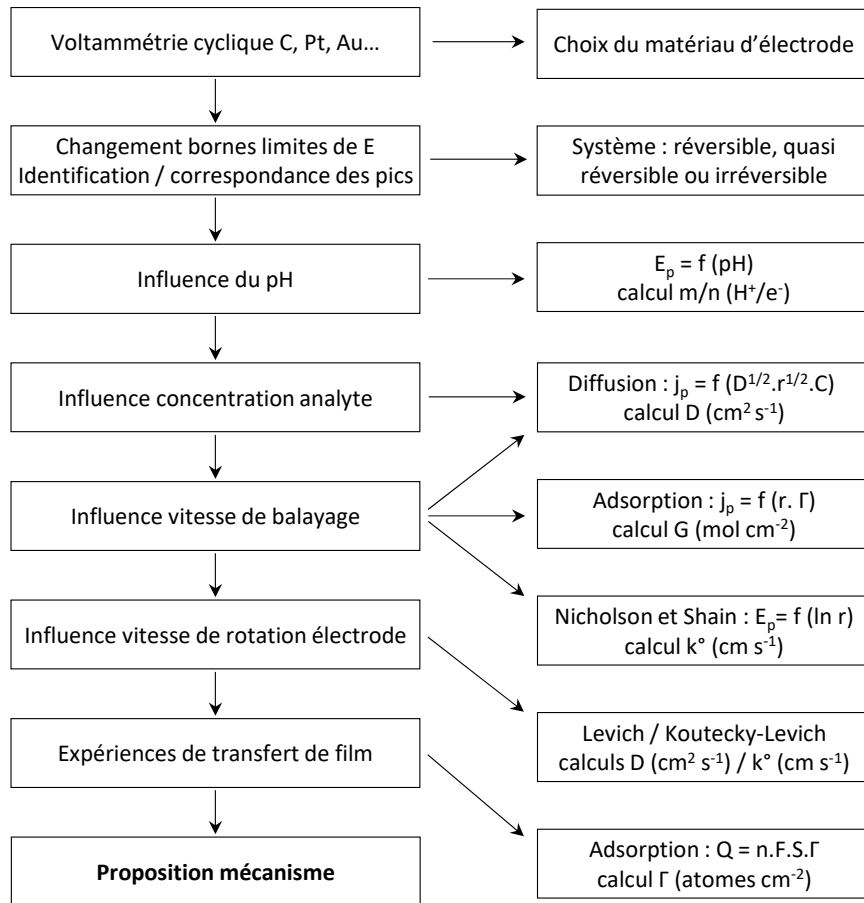 Voltammétrie cyclique C, Pt, Au…
Choix du matériau d’électrode
Changement bornes limites de E
Identification / correspondance des pics
Système : réversible, quasi
réversible ou irréversible
Influence du pH
Eₚ = f (pH)
calcul m/n (H⁺/e⁻)
Influence concentration analyte
Diffusion : jₚ = f (D¹ᐟ².r¹ᐟ².C)
calcul D (cm² s⁻¹)
Influence vitesse de balayage
Adsorption : jₚ = f (r. Γ)
calcul G (mol cm⁻²)
Influence vitesse de rotation électrode
Nicholson et Shain : Eₚ= f (ln r)
calcul k° (cm s⁻¹)
Expériences de transfert de film
Levich / Koutecky-Levich
calculs D (cm² s⁻¹) / k° (cm s⁻¹)
Proposition mécanisme
Adsorption : Q = n.F.S.Γ
calcul Γ (atomes cm⁻²)